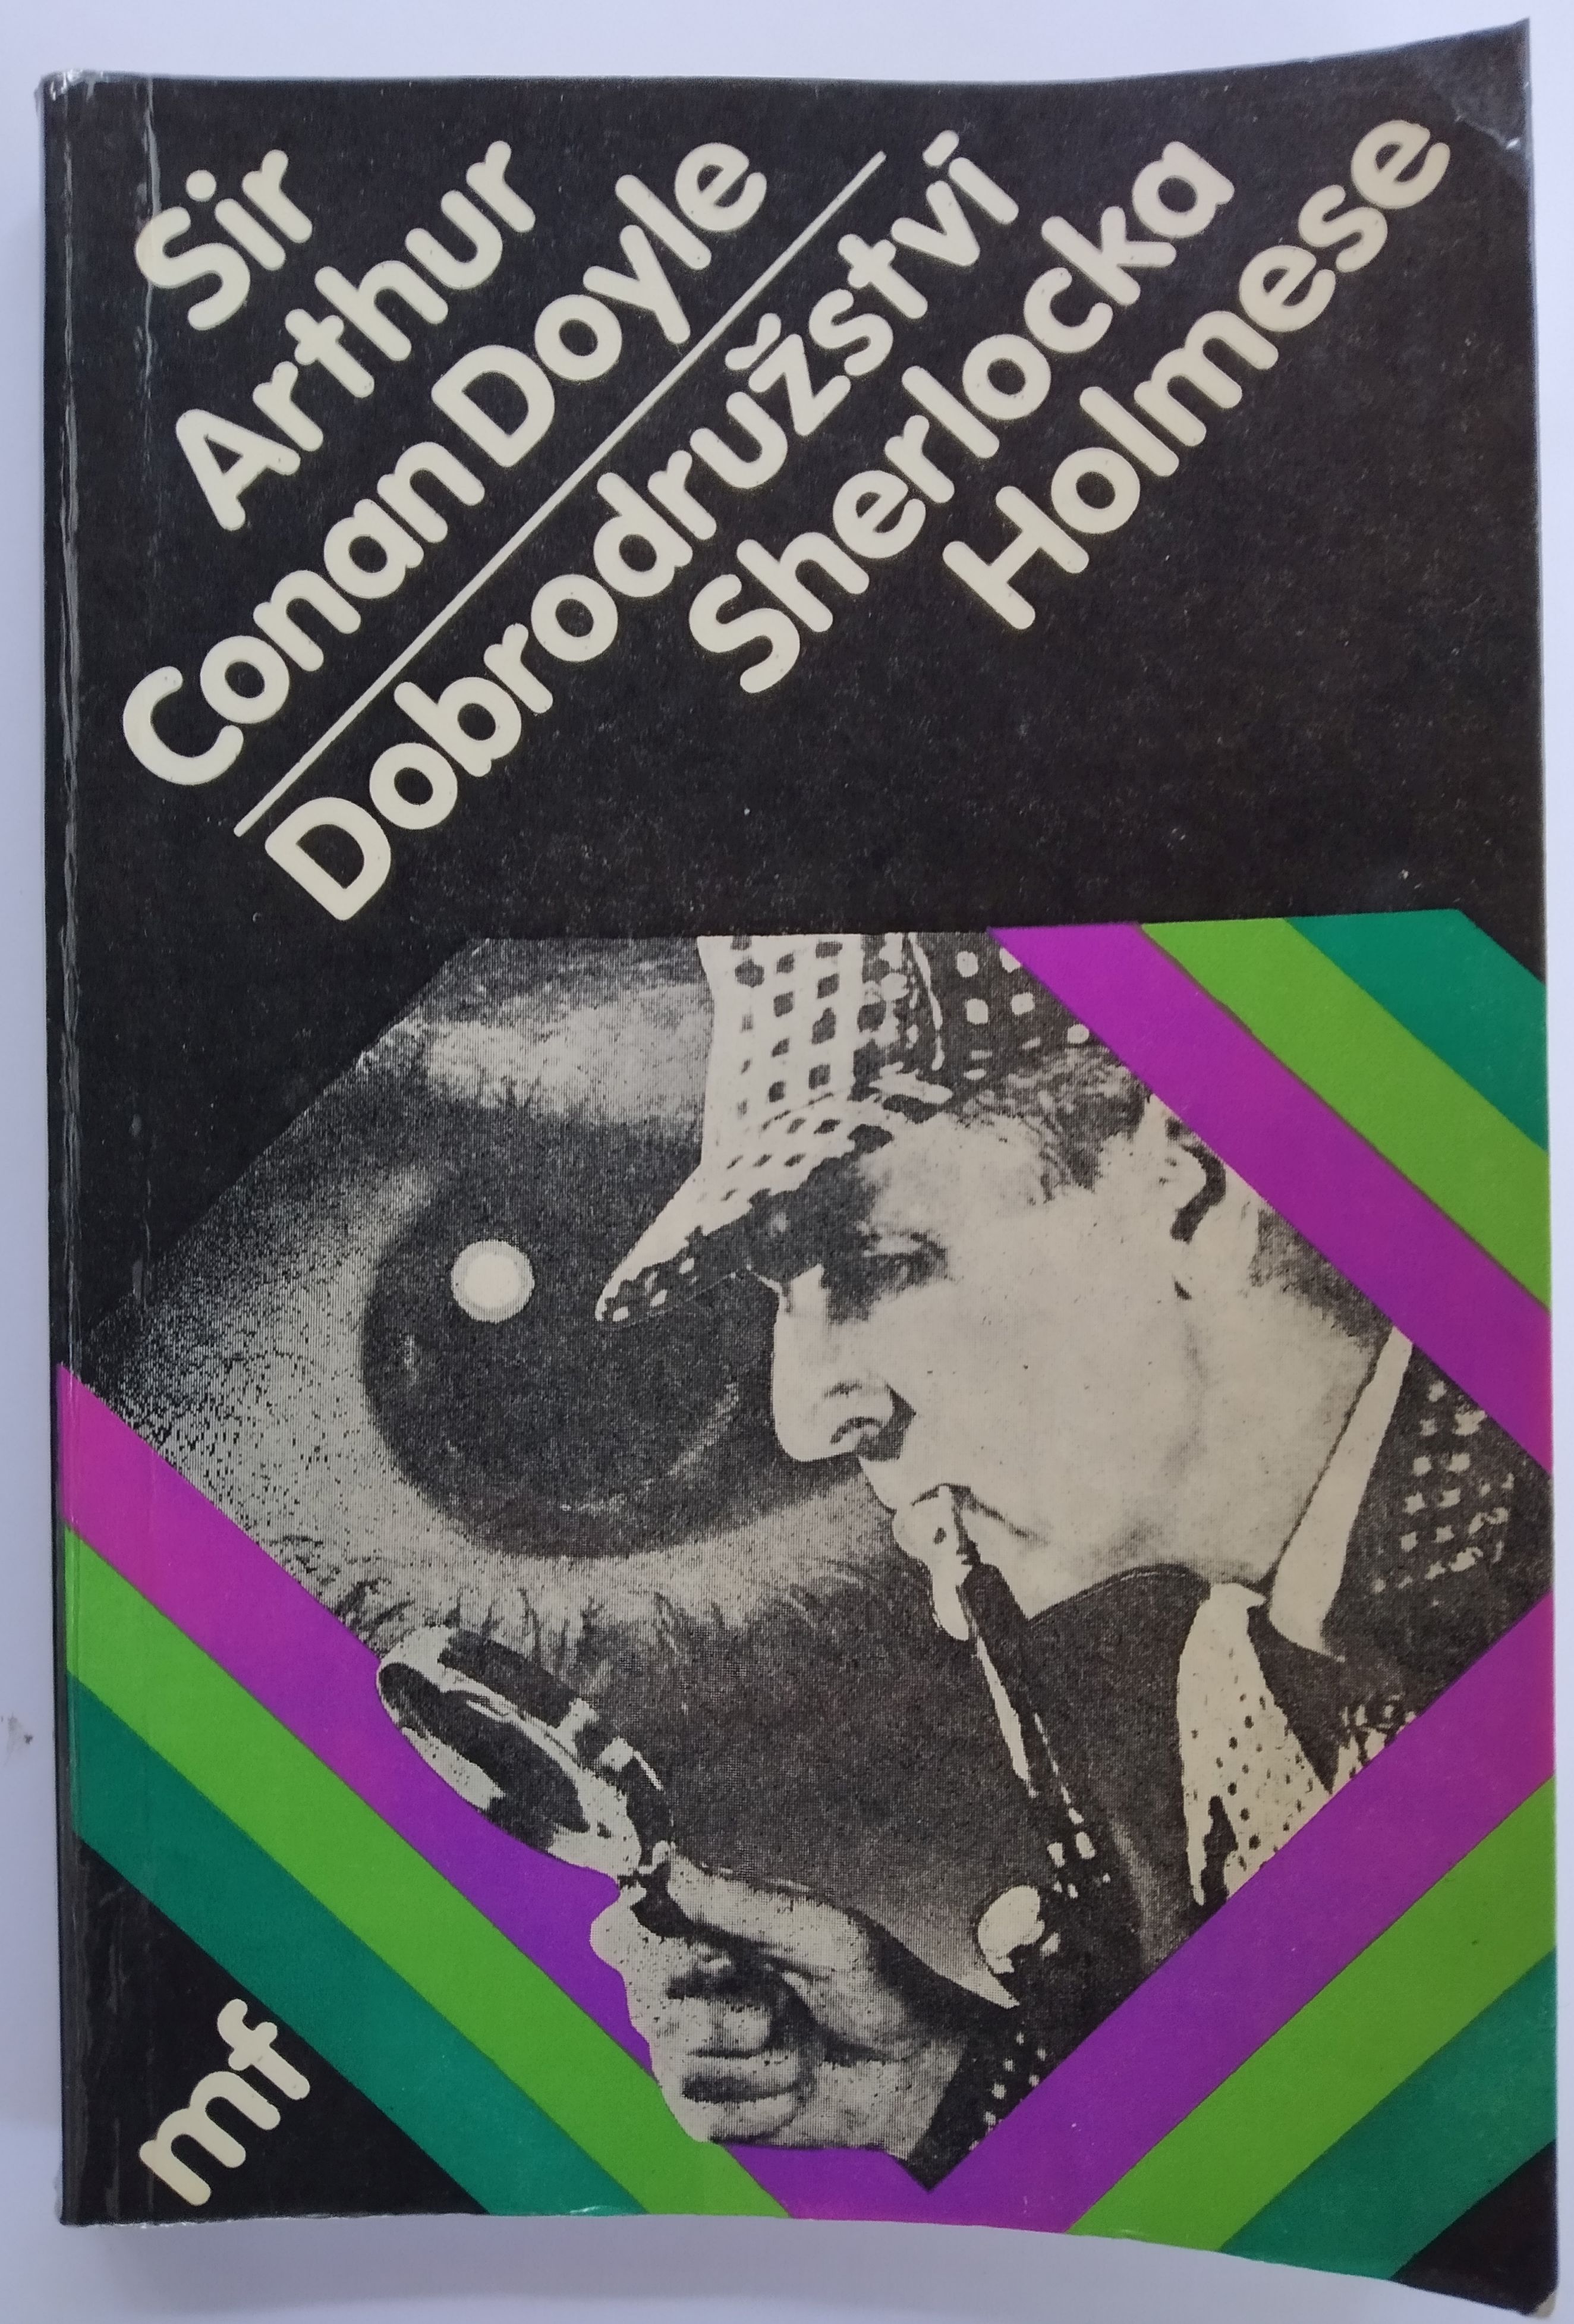 Sir
Arthur
Conan Doyle
Dobrodružství
Sherlocka
Holmese
mf